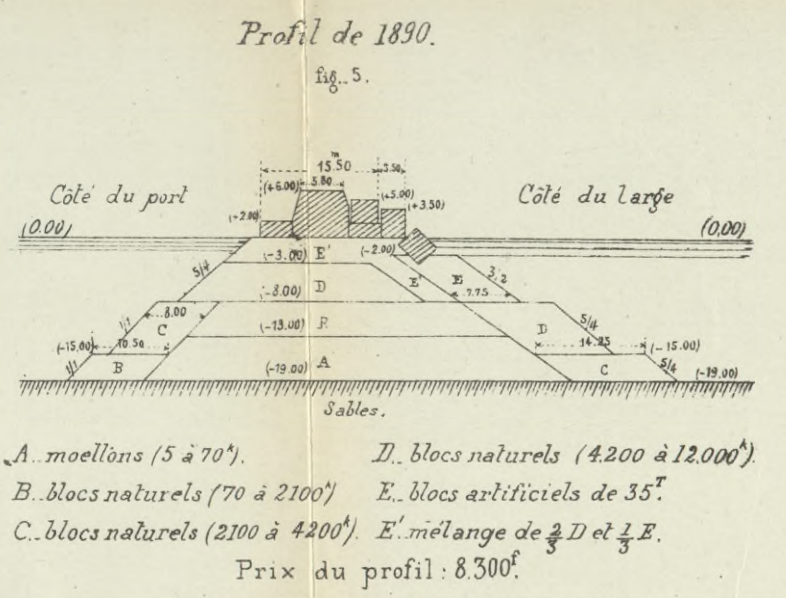 Profil de 1890.
fig. 5.
15.50 m 3.50
(+6.00) 5.80
Côté du port (+5.00) Côté du large
(+2.00) (+3.50)
(0.00) (0,00)
(-3.00) E' (-2.00)
5/4 E' E 3/2
(-8.00) D 7.75
8.00
1/1 C (-13.00) D 5/4
(-15,00) 10.50 14.25 (-15.00)
1/1 B (-19.00) A C 5/4 (-19.00)
Sables.
A..moellons (5 à 70k). D.. blocs naturels (4.200 à 12.000k).
B..blocs naturels (70 à 2100k) E.. blocs artificiels de 35T.
C..blocs naturels (2100 à 4200k). E' mélange de 2/3 D et 1/3 E.
Prix du profil : 8.300f.